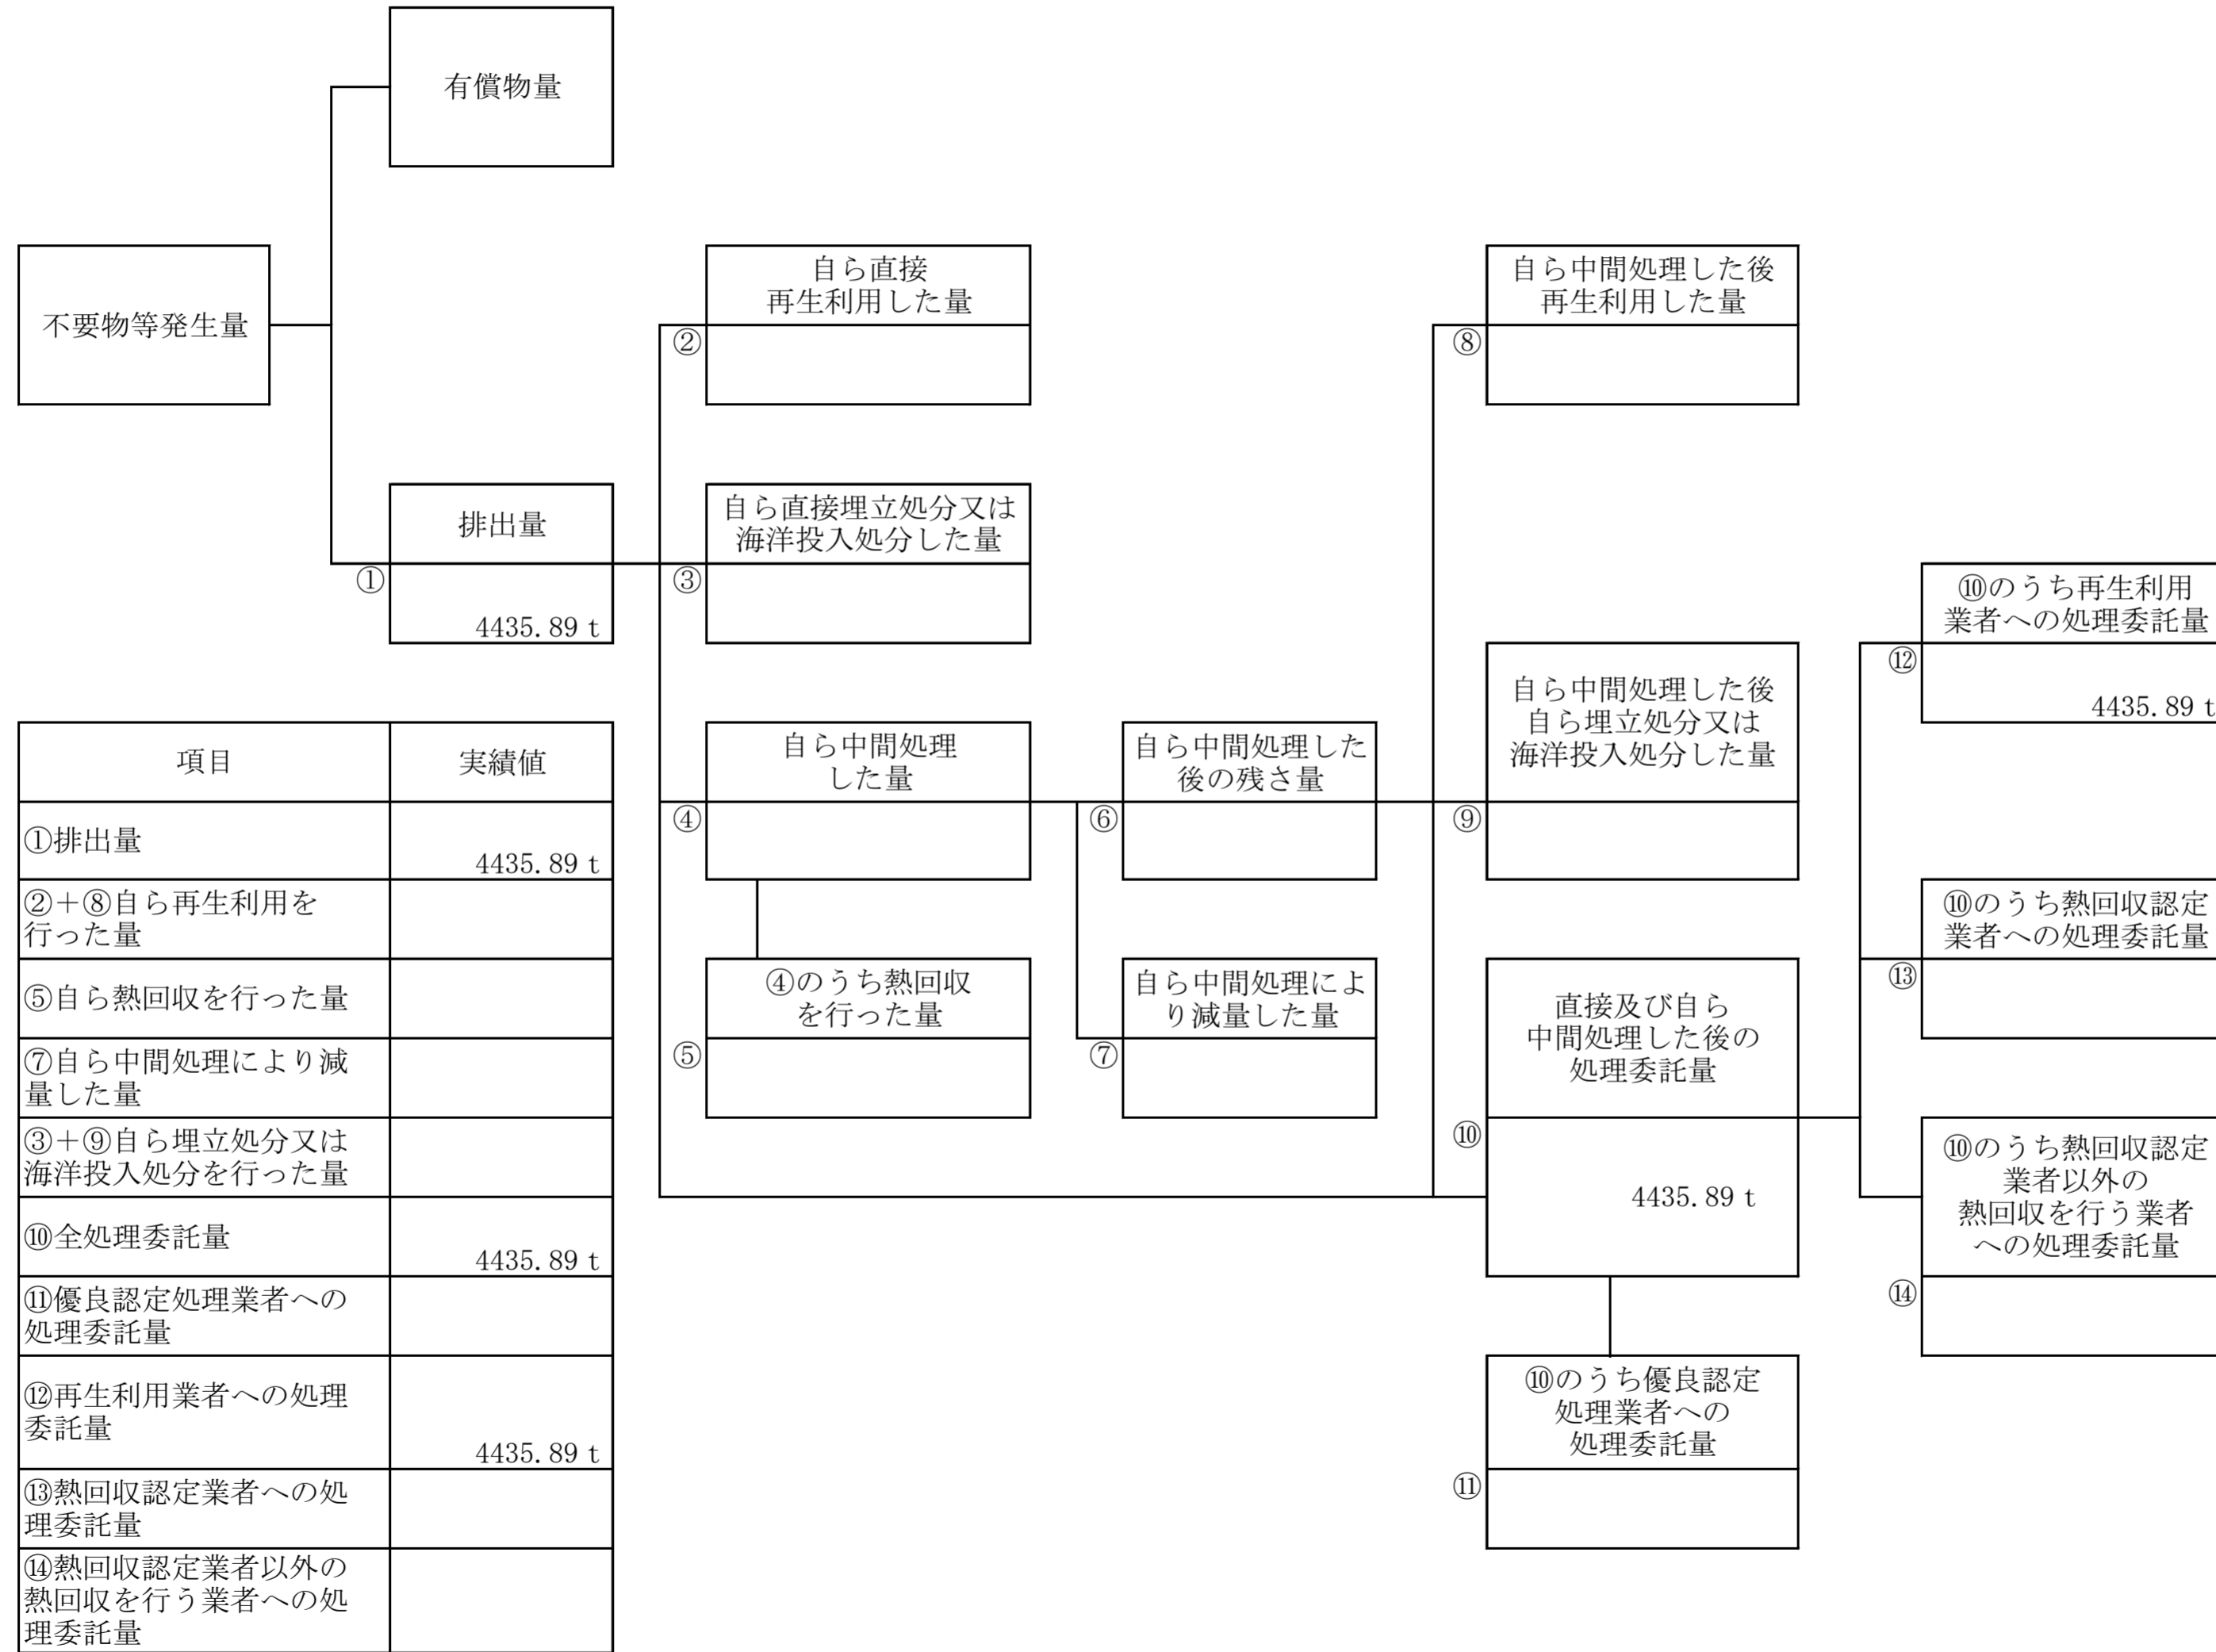 有償物量
不要物等発生量
自ら直接
再生利用した量
②
自ら中間処理した後
再生利用した量
⑧
排出量
①
4435.89 t
自ら直接埋立処分又は
海洋投入処分した量
③
⑩のうち再生利用
業者への処理委託量
⑫
4435.89 t
自ら中間処理
した量
④
自ら中間処理した
後の残さ量
⑥
自ら中間処理した後
自ら埋立処分又は
海洋投入処分した量
⑨
④のうち熱回収
を行った量
⑤
自ら中間処理によ
り減量した量
⑦
直接及び自ら
中間処理した後の
処理委託量
⑩
4435.89 t
⑩のうち熱回収認定
業者への処理委託量
⑬
⑩のうち熱回収認定
業者以外の
熱回収を行う業者
への処理委託量
⑭
⑩のうち優良認定
処理業者への
処理委託量
⑪
項目
実績値
①排出量
4435.89 t
②＋⑧自ら再生利用を
行った量
⑤自ら熱回収を行った量
⑦自ら中間処理により減
量した量
③＋⑨自ら埋立処分又は
海洋投入処分を行った量
⑩全処理委託量
4435.89 t
⑪優良認定処理業者への
処理委託量
⑫再生利用業者への処理
委託量
4435.89 t
⑬熱回収認定業者への処
理委託量
⑭熱回収認定業者以外の
熱回収を行う業者への処
理委託量